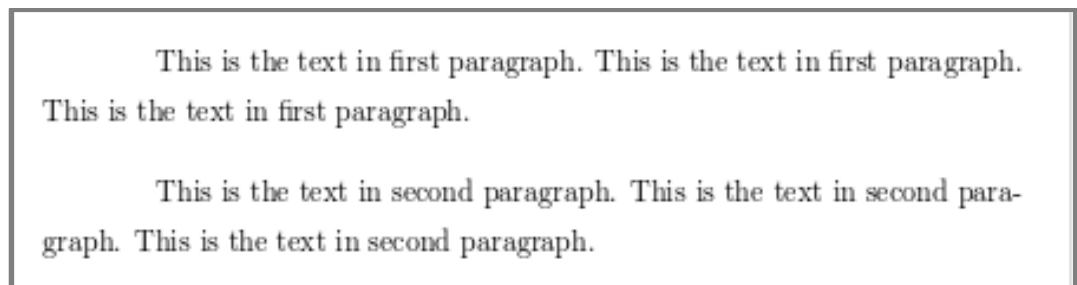 This is the text in first paragraph. This is the text in first paragraph.
This is the text in first paragraph.
This is the text in second paragraph. This is the text in second para-
graph. This is the text in second paragraph.